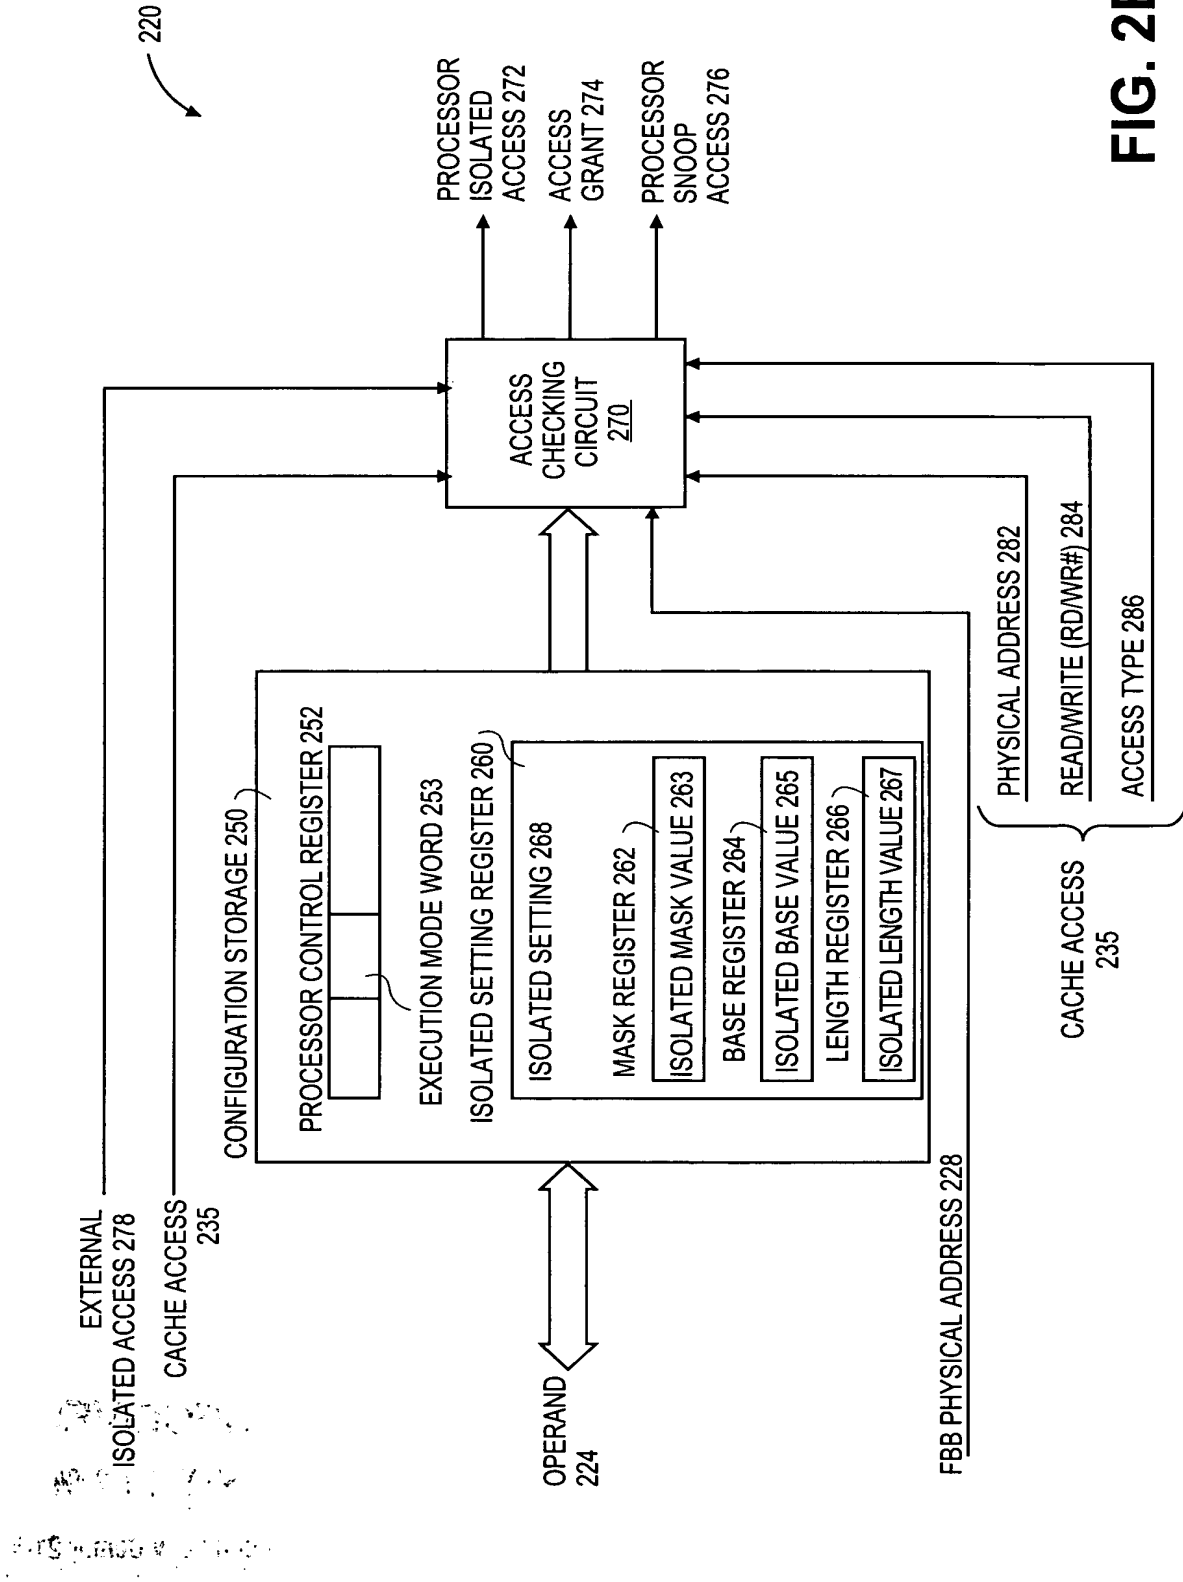 220
EXTERNAL
ISOLATED ACCESS 278
CACHE ACCESS
235
CONFIGURATION STORAGE 250
PROCESSOR CONTROL REGISTER 252
EXECUTION MODE WORD 253
ISOLATED SETTING REGISTER 260
ISOLATED SETTING 268
MASK REGISTER 262
ISOLATED MASK VALUE 263
BASE REGISTER 264
ISOLATED BASE VALUE 265
LENGTH REGISTER 266
ISOLATED LENGTH VALUE 267
OPERAND
224
ACCESS
CHECKING
CIRCUIT
270
PROCESSOR
ISOLATED
ACCESS 272
ACCESS
GRANT 274
PROCESSOR
SNOOP
ACCESS 276
FBB PHYSICAL ADDRESS 228
CACHE ACCESS
235
PHYSICAL ADDRESS 282
READ/WRITE (RD/WR#) 284
ACCESS TYPE 286
FIG.